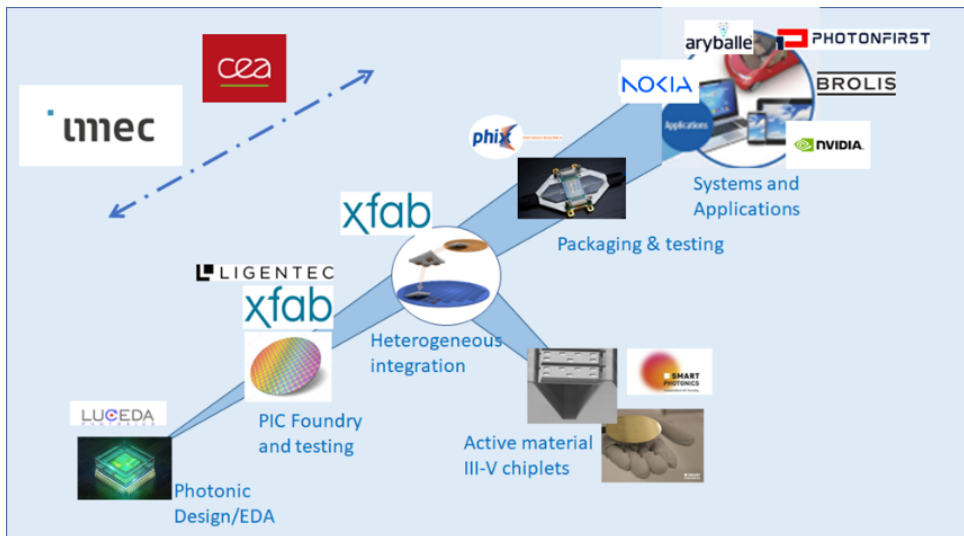 cea
imec
aryballe
PHOTONFIRST
NOKIA
BROLIS
Applications
NVIDIA.
phix
Systems and
Applications
xfab
Packaging & testing
LIGENTEC
xfab
Heterogeneous
integration
SMART
PHOTONICS
PIC Foundry
and testing
LUCEDA
PHOTONICS
Active material
III-V chiplets
Photonic
Design/EDA